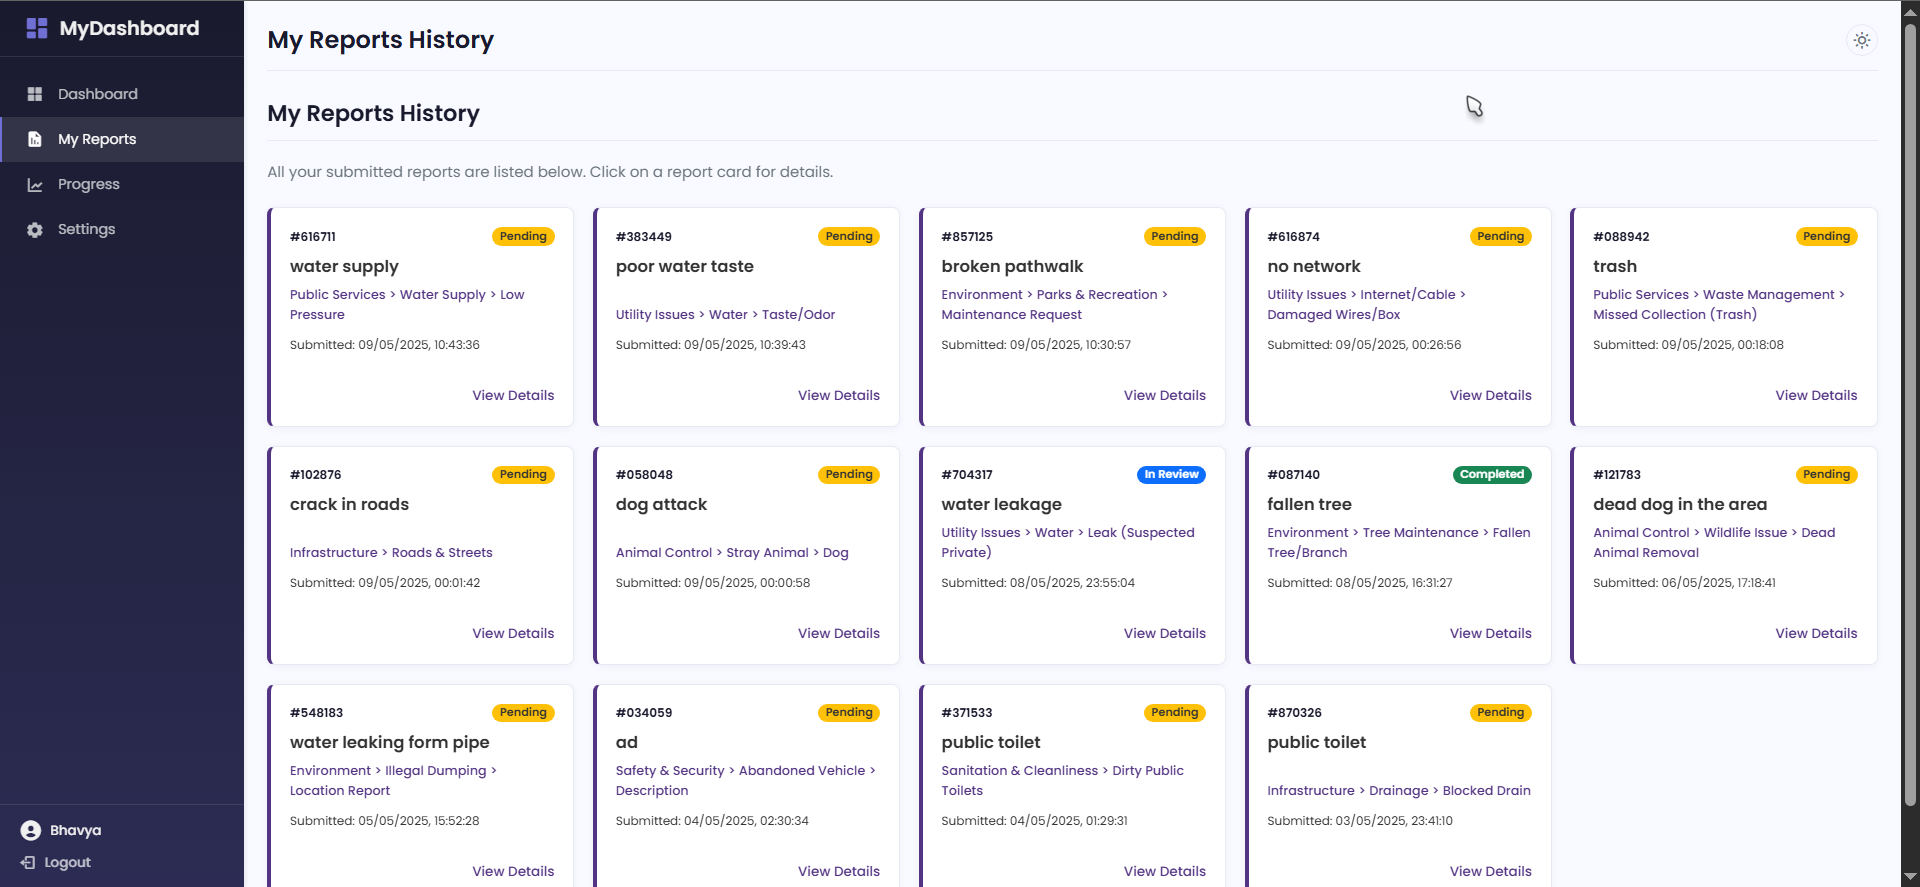 MyDashboard
Dashboard
My Reports
Progress
Settings
Bhavya
Logout
My Reports History
My Reports History
All your submitted reports are listed below. Click on a report card for details.
#616711
Pending
water supply
Public Services > Water Supply > Low
Pressure
Submitted: 09/05/2025, 10:43:36
View Details
#383449
Pending
poor water taste
Utility Issues > Water > Taste/Odor
Submitted: 09/05/2025, 10:39:43
View Details
#857125
Pending
broken pathwalk
Environment > Parks & Recreation >
Maintenance Request
Submitted: 09/05/2025, 10:30:57
View Details
#616874
Pending
no network
Utility Issues > Internet/Cable >
Damaged Wires/Box
Submitted: 09/05/2025, 00:26:56
View Details
#088942
Pending
trash
Public Services > Waste Management >
Missed Collection (Trash)
Submitted: 09/05/2025, 00:18:08
View Details
#102876
Pending
crack in roads
Infrastructure > Roads & Streets
Submitted: 09/05/2025, 00:01:42
View Details
#058048
Pending
dog attack
Animal Control > Stray Animal > Dog
Submitted: 09/05/2025, 00:00:58
View Details
#704317
In Review
water leakage
Utility Issues > Water > Leak (Suspected
Private)
Submitted: 08/05/2025, 23:55:04
View Details
#087140
Completed
fallen tree
Environment > Tree Maintenance > Fallen
Tree/Branch
Submitted: 08/05/2025, 16:31:27
View Details
#121783
Pending
dead dog in the area
Animal Control > Wildlife Issue > Dead
Animal Removal
Submitted: 06/05/2025, 17:18:41
View Details
#548183
Pending
water leaking form pipe
Environment > Illegal Dumping >
Location Report
Submitted: 05/05/2025, 15:52:28
View Details
#034059
Pending
ad
Safety & Security > Abandoned Vehicle >
Description
Submitted: 04/05/2025, 02:30:34
View Details
#371533
Pending
public toilet
Sanitation & Cleanliness > Dirty Public
Toilets
Submitted: 04/05/2025, 01:29:31
View Details
#870326
Pending
public toilet
Infrastructure > Drainage > Blocked Drain
Submitted: 03/05/2025, 23:41:10
View Details